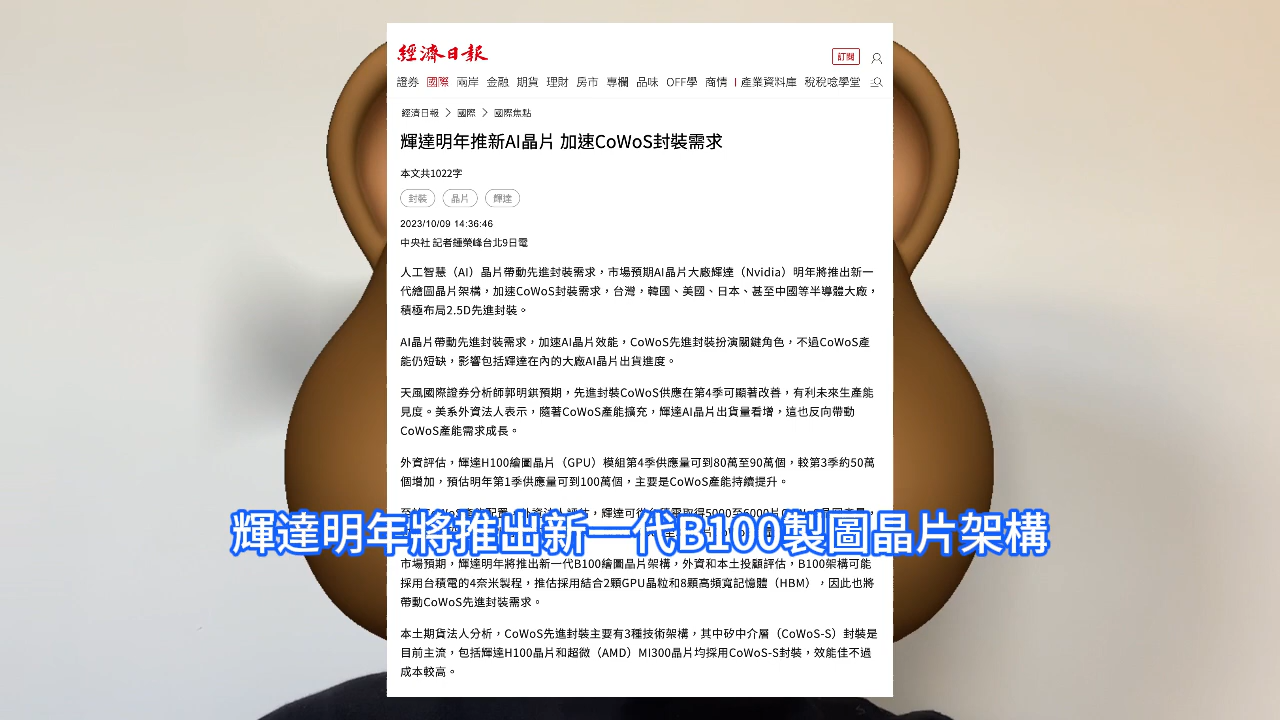 經濟日報
訂閱
證券 國際 兩岸 金融 期貨 理財 房市 專欄 品味 OFF學 商情 | 產業資料庫 稅稅唸學堂
經濟日報 > 國際 > 國際焦點
輝達明年推新AI晶片 加速CoWoS封裝需求
本文共1022字
封裝 晶片 輝達
2023/10/09 14:36:46
中央社 記者鍾榮峰台北9日電
人工智慧（AI）晶片帶動先進封裝需求，市場預期AI晶片大廠輝達（Nvidia）明年將推出新一
代繪圖晶片架構，加速CoWoS封裝需求，台灣，韓國、美國、日本、甚至中國等半導體大廠，
積極布局2.5D先進封裝。
AI晶片帶動先進封裝需求，加速AI晶片效能，CoWoS先進封裝扮演關鍵角色，不過CoWoS產
能仍短缺，影響包括輝達在內的大廠AI晶片出貨進度。
天風國際證券分析師郭明錤預期，先進封裝CoWoS供應在第4季可顯著改善，有利未來生產能
見度。美系外資法人表示，隨著CoWoS產能擴充，輝達AI晶片出貨量看增，這也反向帶動
CoWoS產能需求成長。
外資評估，輝達H100繪圖晶片（GPU）模組第4季供應量可到80萬至90萬個，較第3季約50萬
個增加，預估明年第1季供應量可到100萬個，主要是CoWoS產能持續提升。
輝達明年將推出新一代B100製圖晶片架構
市場預期，輝達明年將推出新一代B100繪圖晶片架構，外資和本土投顧評估，B100架構可能
採用台積電的4奈米製程，推估採用結合2顆GPU晶粒和8顆高頻寬記憶體（HBM），因此也將
帶動CoWoS先進封裝需求。
本土期貨法人分析，CoWoS先進封裝主要有3種技術架構，其中矽中介層（CoWoS-S）封裝是
目前主流，包括輝達H100晶片和超微（AMD）MI300晶片均採用CoWoS-S封裝，效能佳不過
成本較高。